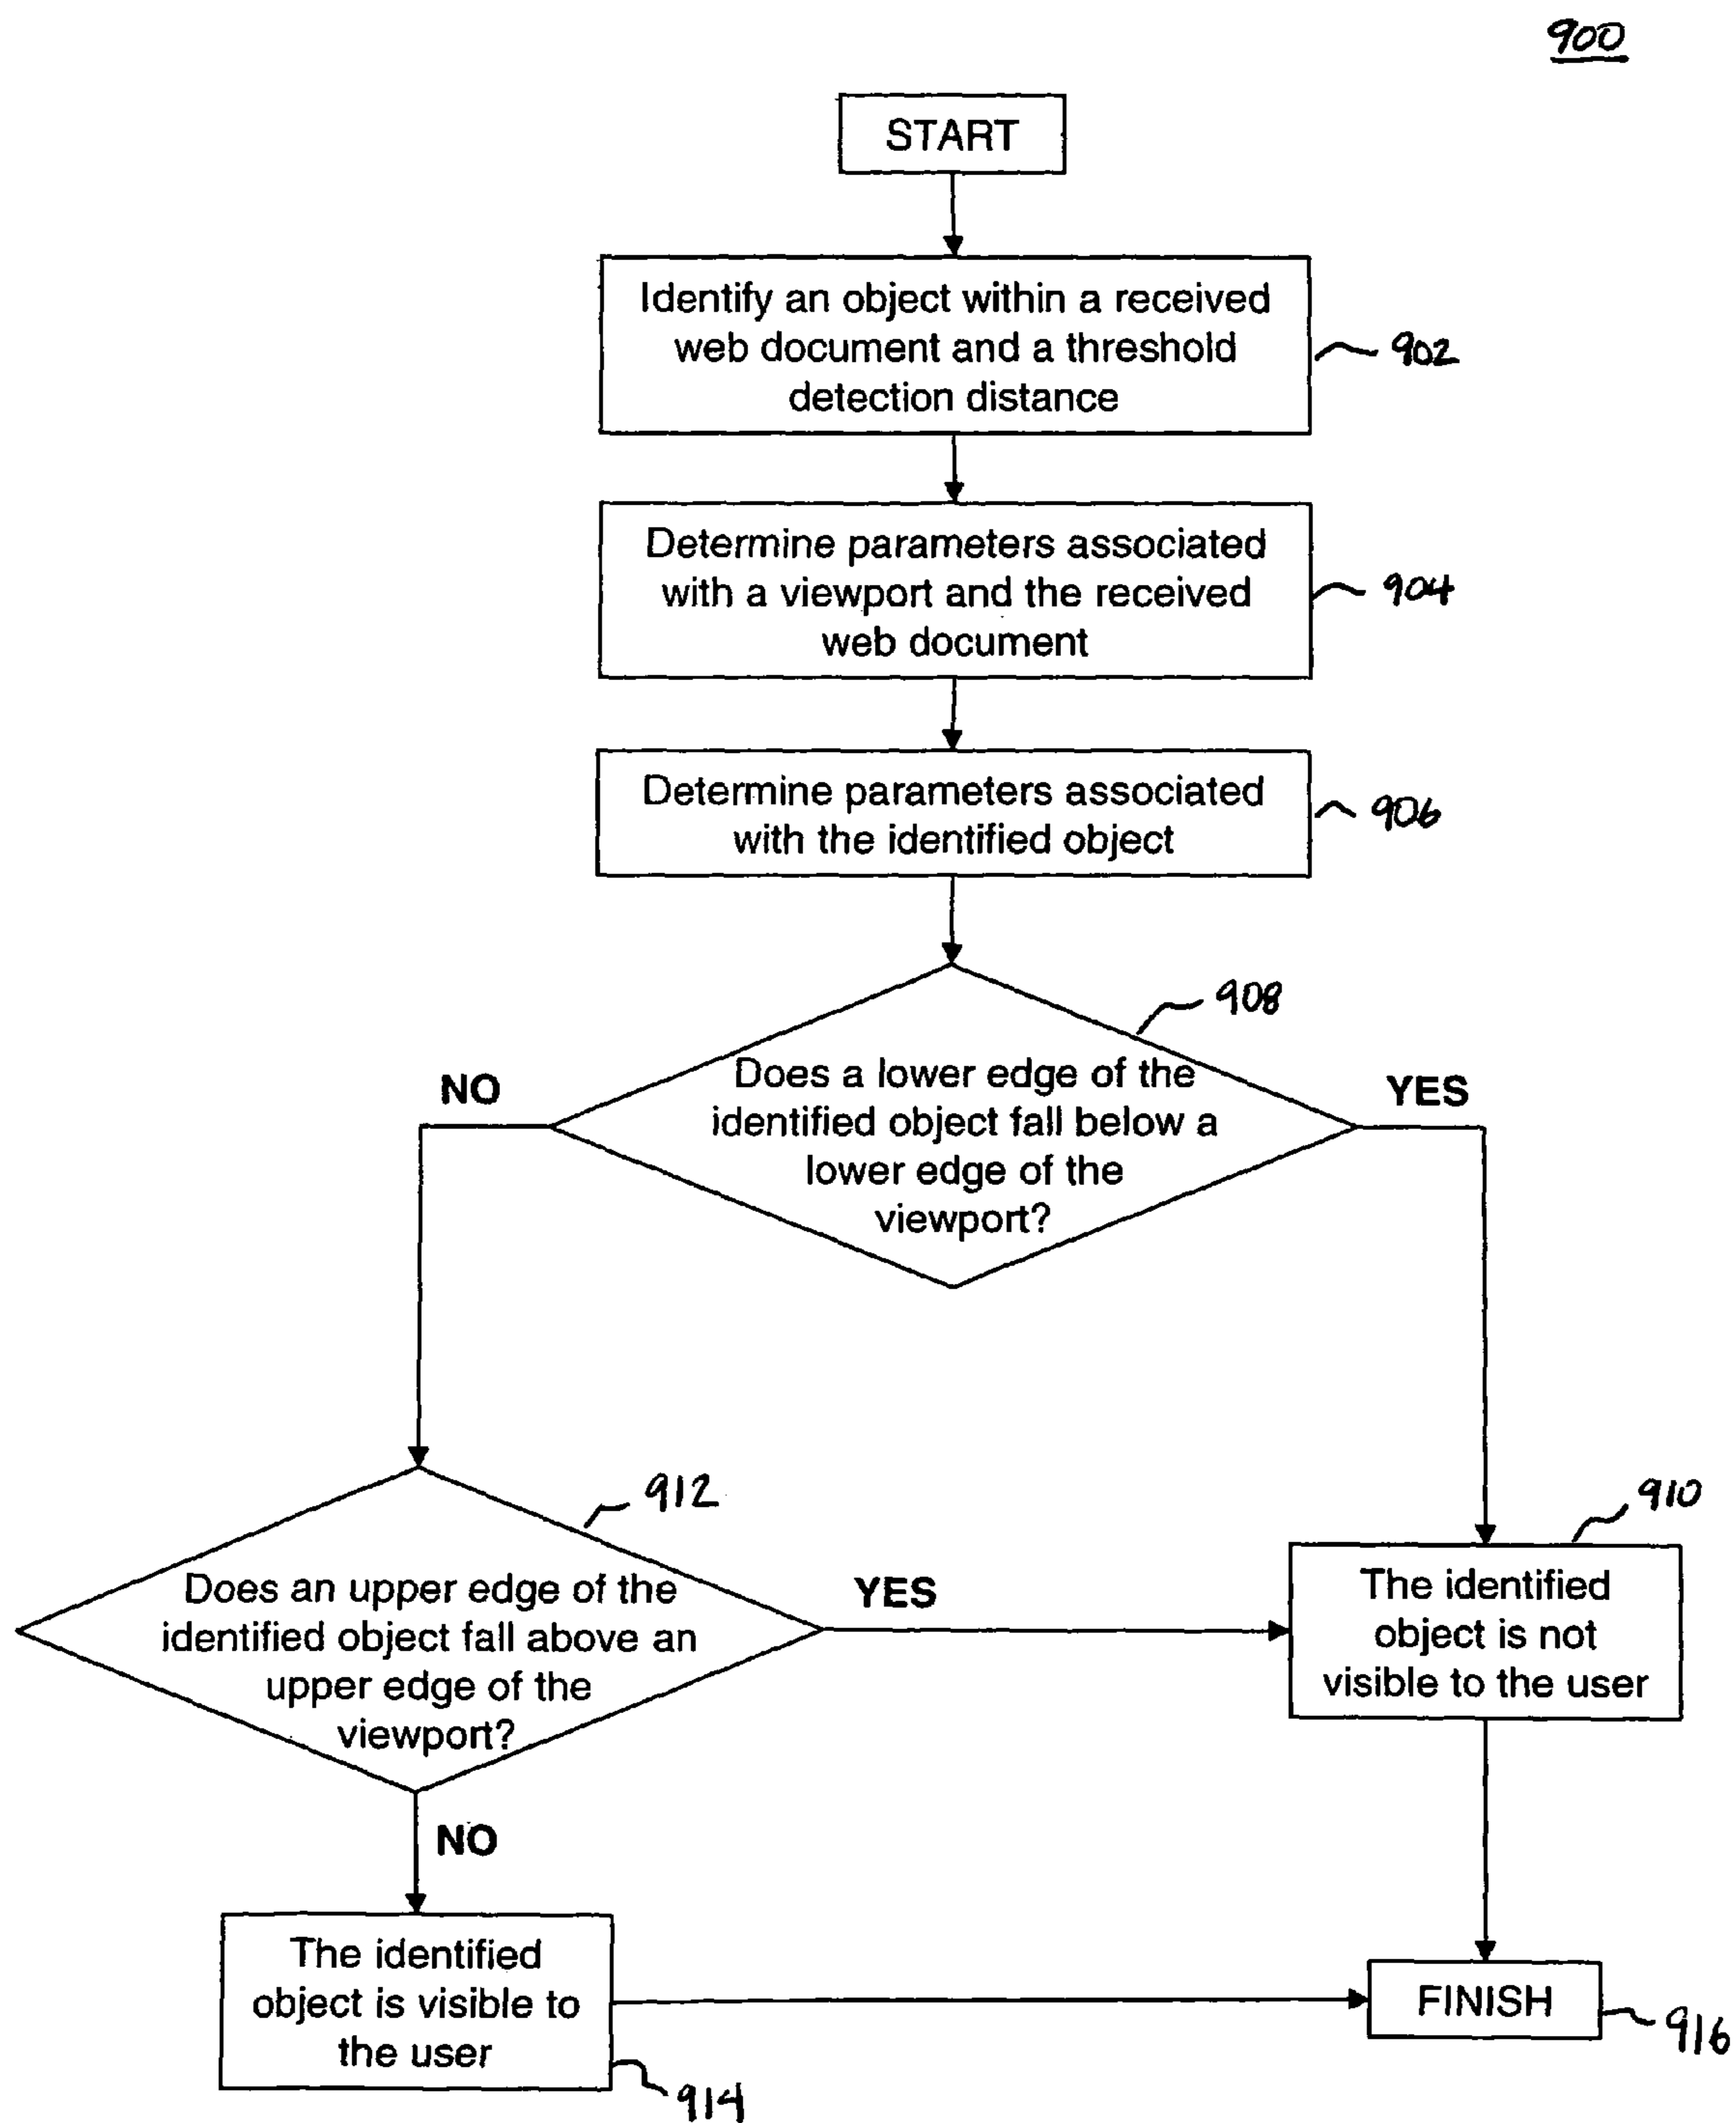 900
START
Identify an object within a received
web document and a threshold
detection distance
902
Determine parameters associated
with a viewport and the received
web document
904
Determine parameters associated
with the identified object
906
908
Does a lower edge of the
identified object fall below a
lower edge of the
viewport?
NO
YES
912
Does an upper edge of the
identified object fall above an
upper edge of the
viewport?
YES
910
The identified
object is not
visible to the user
NO
The identified
object is visible to
the user
914
FINISH
916